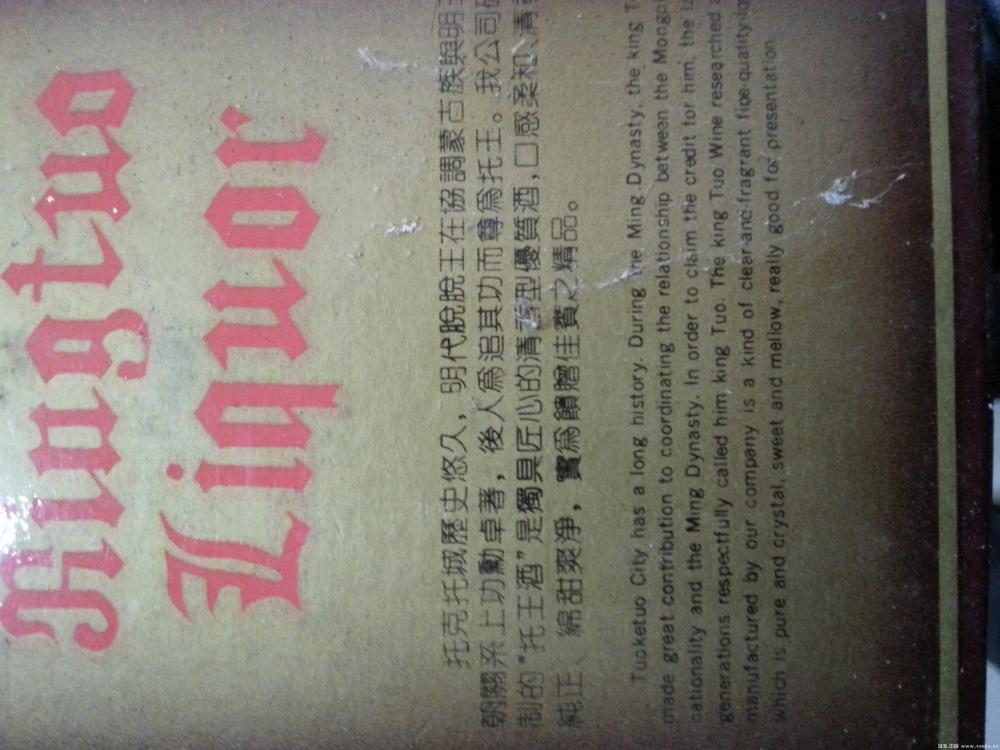 Kingtuo
Liquor
托克托城歷史悠久，明代脫脫王在協調蒙古族與明
朝關系上功勳卓著，後人爲追其功而尊爲托王。我公司
制的“托王酒”是獨具匠心的清香型優質酒，口感柔和、清
純正、綿甜爽淨，實爲饋贈佳賓之精品。
Tuoketuo City has a long history. During the Ming Dynasty, the king T
made great contribution to coordinating the relationship between the Mongol
nationality and the Ming Dynasty. In order to claim the credit for him, the
generations respectfully called him king Tuo. The king Tuo Wine researched
manufactured by our company is a kind of clear-and-fragrant fine-quality
which is pure and crystal, sweet and mellow, really good for presentation.